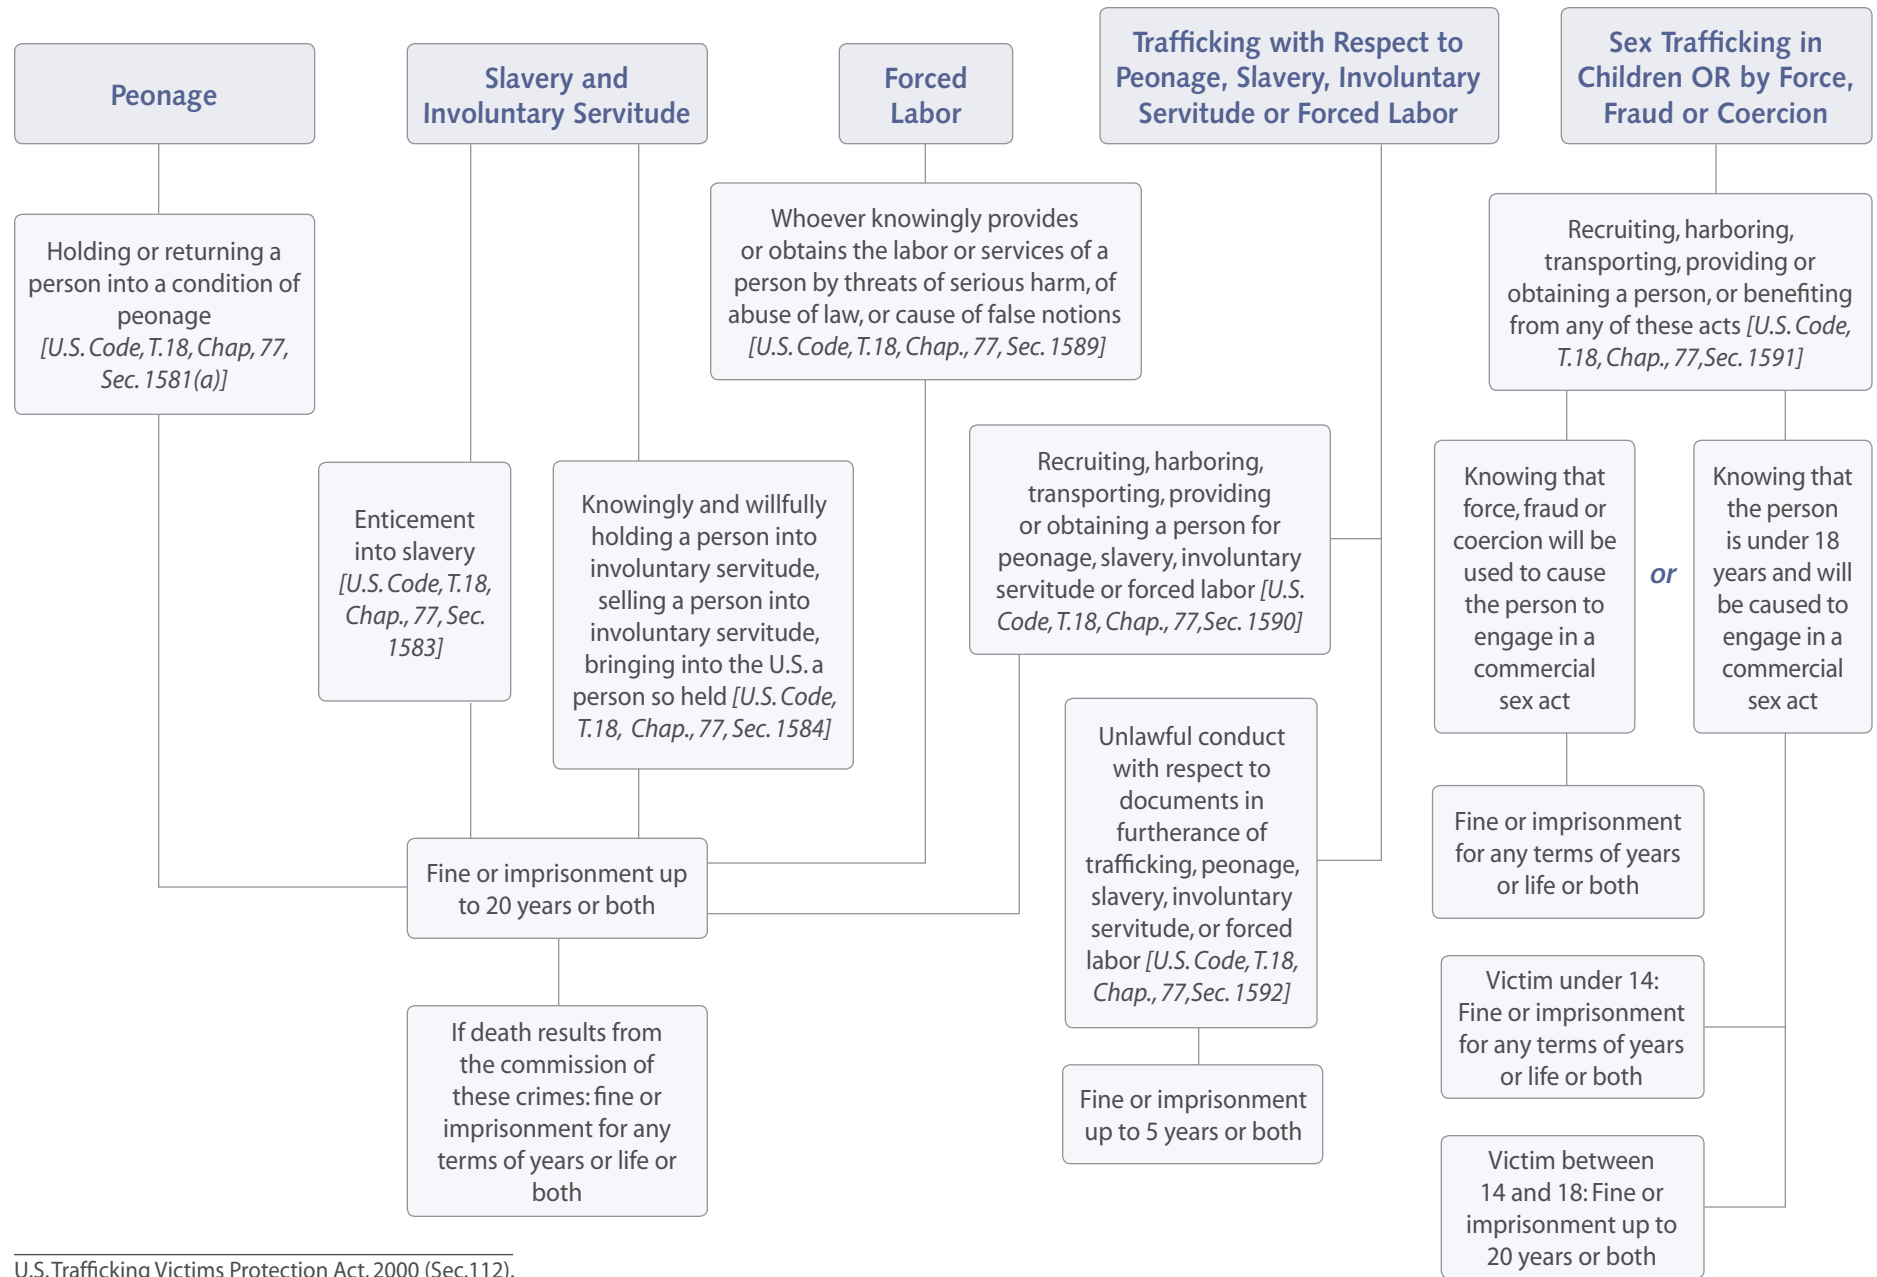 Peonage
Slavery and
Involuntary Servitude
Forced
Labor
Trafficking with Respect to
Peonage, Slavery, Involuntary
Servitude or Forced Labor
Sex Trafficking in
Children OR by Force,
Fraud or Coercion
Holding or returning a
person into a condition of
peonage
[U.S. Code, T.18, Chap, 77,
Sec. 1581(a)]
Enticement
into slavery
[U.S. Code, T.18,
Chap., 77, Sec.
1583]
Knowingly and willfully
holding a person into
involuntary servitude,
selling a person into
involuntary servitude,
bringing into the U.S. a
person so held [U.S. Code,
T.18, Chap., 77, Sec. 1584]
Whoever knowingly provides
or obtains the labor or services of a
person by threats of serious harm, of
abuse of law, or cause of false notions
[U.S. Code, T.18, Chap., 77, Sec. 1589]
Recruiting, harboring,
transporting, providing
or obtaining a person for
peonage, slavery, involuntary
servitude or forced labor [U.S.
Code, T.18, Chap., 77,Sec. 1590]
Unlawful conduct
with respect to
documents in
furtherance of
trafficking, peonage,
slavery, involuntary
servitude, or forced
labor [U.S. Code, T.18,
Chap., 77,Sec. 1592]
Fine or imprisonment
up to 5 years or both
Recruiting, harboring,
transporting, providing or
obtaining a person, or benefiting
from any of these acts [U.S. Code,
T.18, Chap., 77,Sec. 1591]
Knowing that
force, fraud or
coercion will be
used to cause
the person to
engage in a
commercial
sex act
or
Knowing that
the person
is under 18
years and will
be caused to
engage in a
commercial
sex act
Fine or imprisonment
for any terms of years
or life or both
Victim under 14:
Fine or imprisonment
for any terms of years
or life or both
Victim between
14 and 18: Fine or
imprisonment up to
20 years or both
Fine or imprisonment up
to 20 years or both
If death results from
the commission of
these crimes: fine or
imprisonment for any
terms of years or life or
both
U.S. Trafficking Victims Protection Act, 2000 (Sec.112).